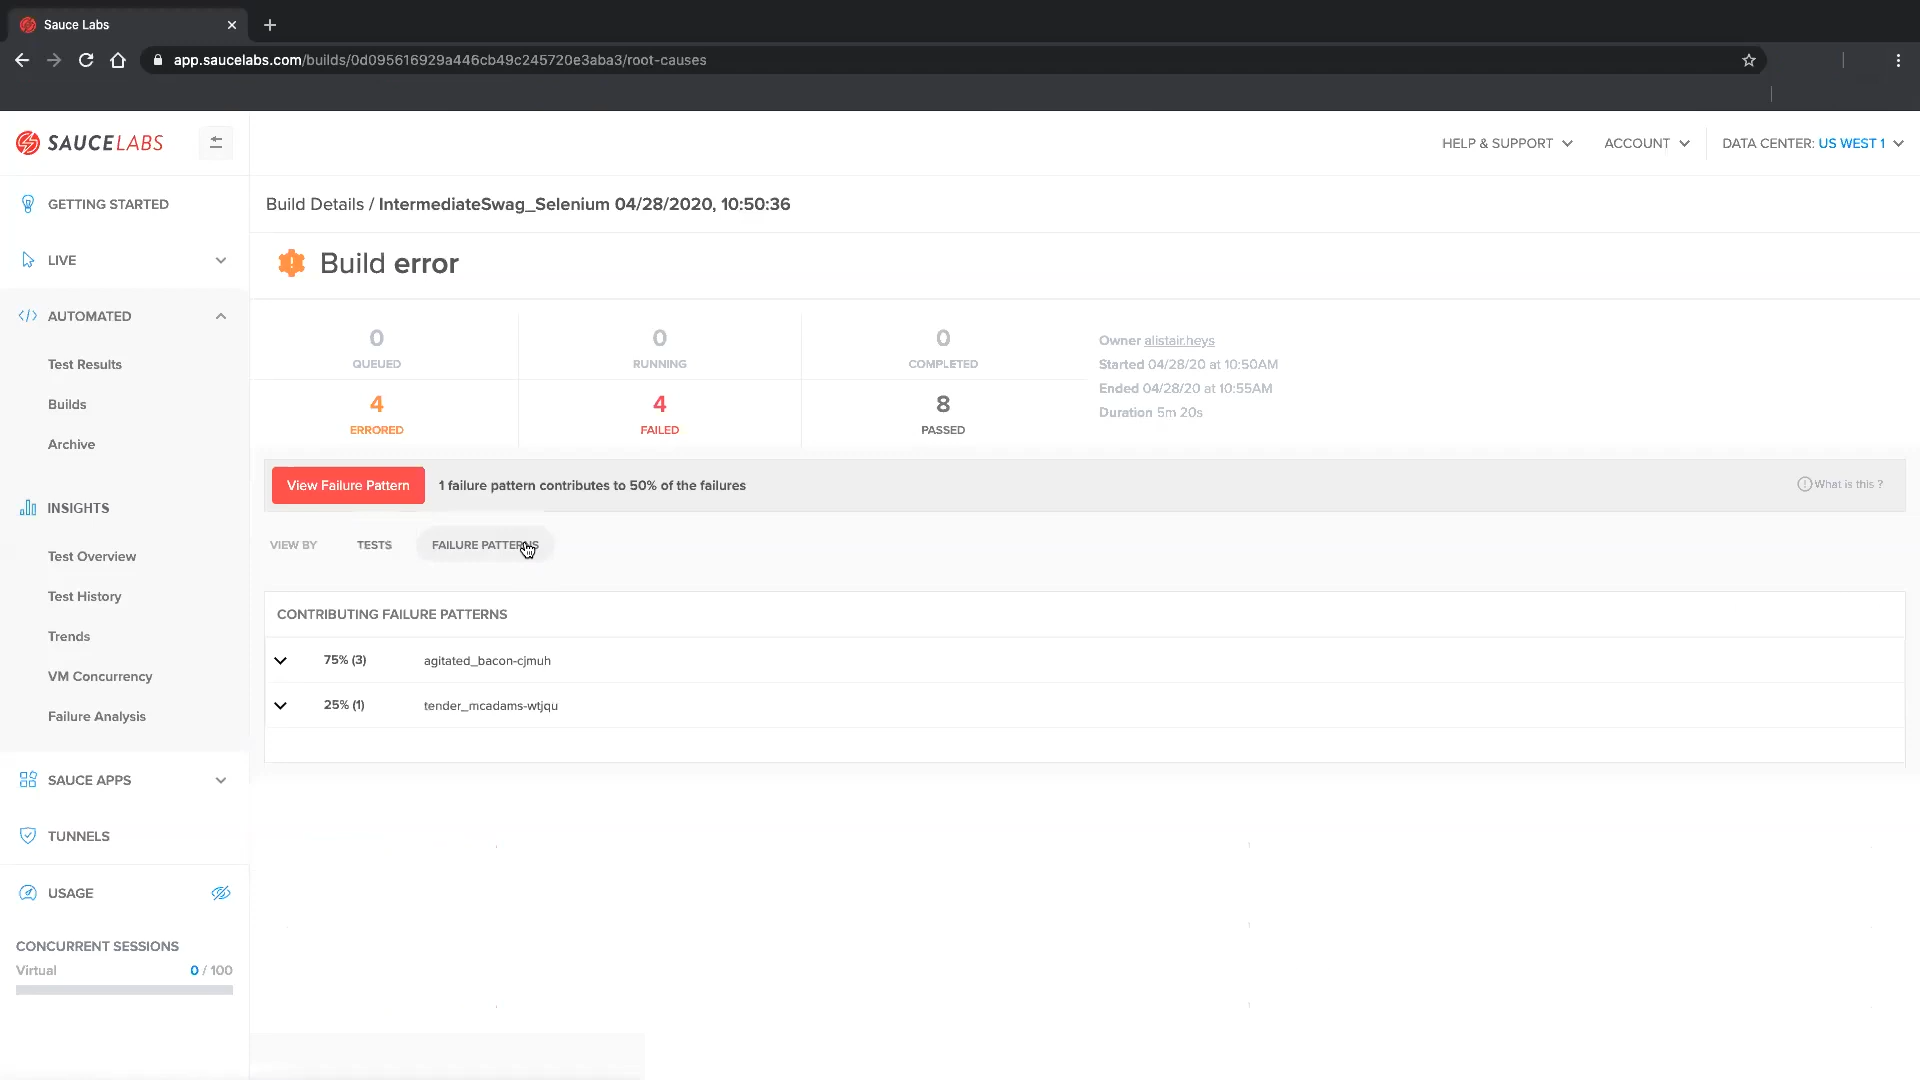 Sauce Labs
app.saucelabs.com/builds/0d095616929a446cb49c245720e3aba3/root-causes
SAUCELABS
HELP & SUPPORT
ACCOUNT
DATA CENTER: US WEST 1
GETTING STARTED
LIVE
AUTOMATED
Test Results
Builds
Archive
INSIGHTS
Test Overview
Test History
Trends
VM Concurrency
Failure Analysis
SAUCE APPS
TUNNELS
USAGE
CONCURRENT SESSIONS
Virtual 0 / 100
Build Details / IntermediateSwag_Selenium 04/28/2020, 10:50:36
Build error
0
QUEUED
0
RUNNING
0
COMPLETED
4
ERRORED
4
FAILED
8
PASSED
Owner alistair.heys
Started 04/28/20 at 10:50AM
Ended 04/28/20 at 10:55AM
Duration 5m 20s
View Failure Pattern
1 failure pattern contributes to 50% of the failures
What is this ?
VIEW BY TESTS FAILURE PATTERNS
CONTRIBUTING FAILURE PATTERNS
75% (3) agitated_bacon-cjmuh
25% (1) tender_mcadams-wtjqu